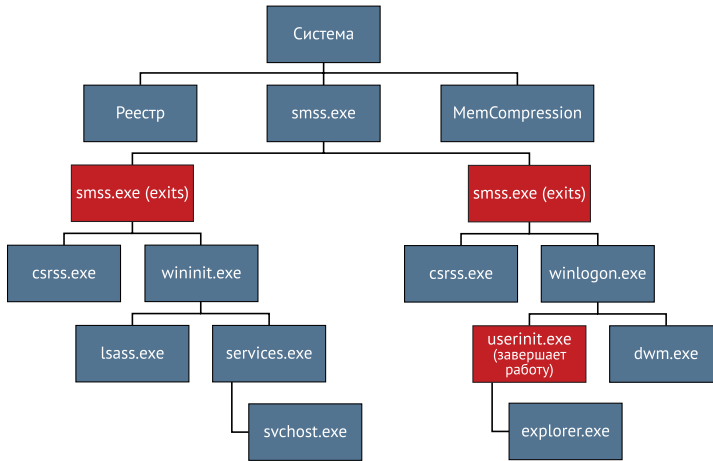 Система
Реестр
smss.exe
MemCompression
smss.exe (exits)
smss.exe (exits)
csrss.exe
wininit.exe
csrss.exe
winlogon.exe
lsass.exe
services.exe
userinit.exe
(завершает
работу)
dwm.exe
svchost.exe
explorer.exe